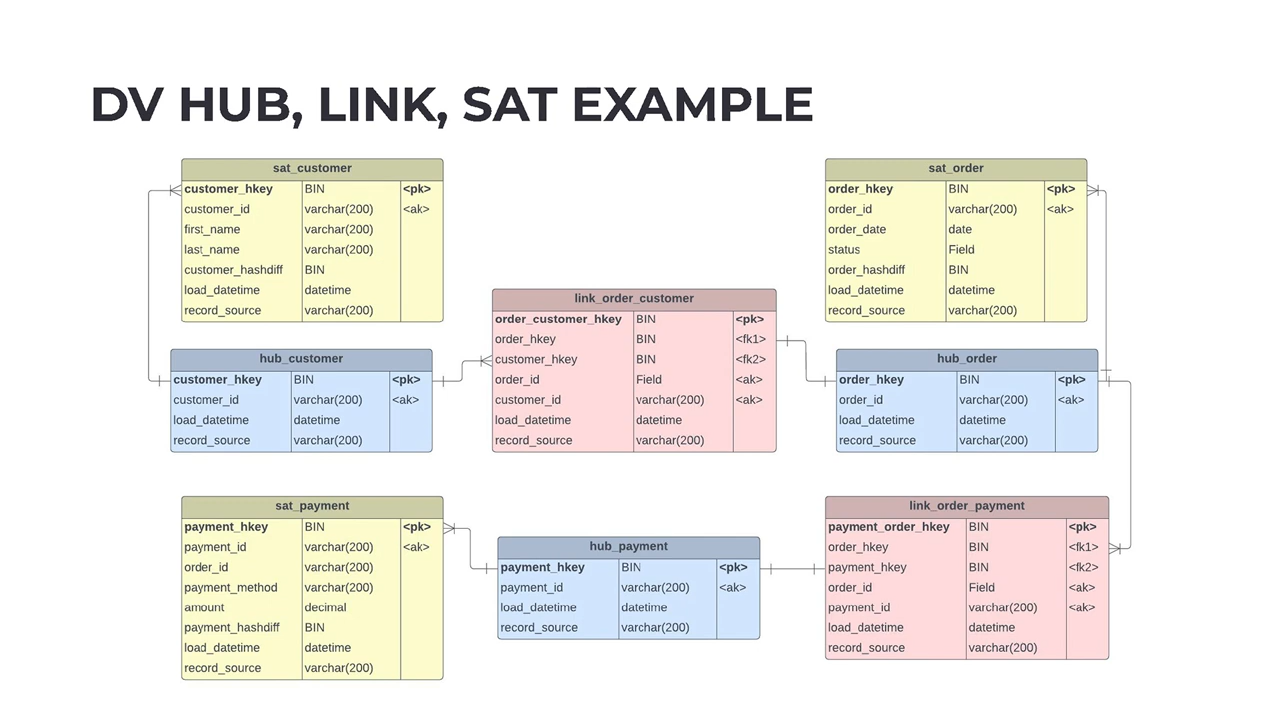 DV HUB, LINK, SAT EXAMPLE
sat_customer
customer_hkey BIN <pk>
customer_id varchar(200) <ak>
first_name varchar(200)
last_name varchar(200)
customer_hashdiff BIN
load_datetime datetime
record_source varchar(200)
sat_order
order_hkey BIN <pk>
order_id varchar(200) <ak>
order_date date
status Field
order_hashdiff BIN
load_datetime datetime
record_source varchar(200)
link_order_customer
order_customer_hkey BIN <pk>
order_hkey BIN <fk1>
customer_hkey BIN <fk2>
order_id Field <ak>
customer_id varchar(200) <ak>
load_datetime datetime
record_source varchar(200)
hub_customer
customer_hkey BIN <pk>
customer_id varchar(200) <ak>
load_datetime datetime
record_source varchar(200)
hub_order
order_hkey BIN <pk>
order_id varchar(200) <ak>
load_datetime datetime
record_source varchar(200)
sat_payment
payment_hkey BIN <pk>
payment_id varchar(200) <ak>
order_id varchar(200)
payment_method varchar(200)
amount decimal
payment_hashdiff BIN
load_datetime datetime
record_source varchar(200)
hub_payment
payment_hkey BIN <pk>
payment_id varchar(200) <ak>
load_datetime datetime
record_source varchar(200)
link_order_payment
payment_order_hkey BIN <pk>
order_hkey BIN <fk1>
payment_hkey BIN <fk2>
order_id Field <ak>
payment_id varchar(200) <ak>
load_datetime datetime
record_source varchar(200)